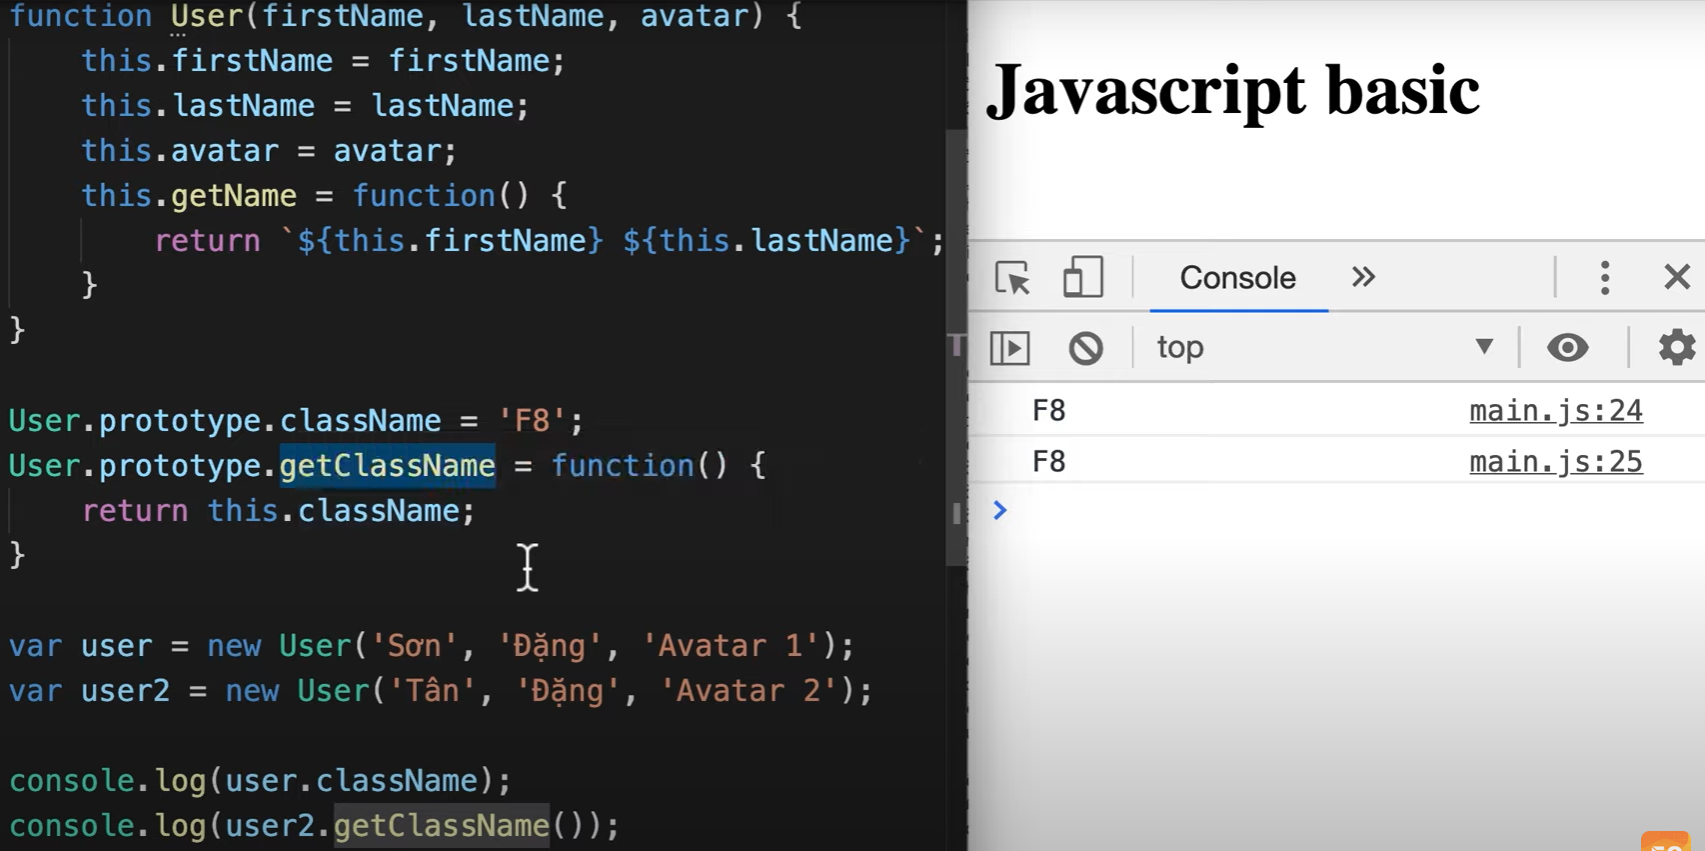 function User(firstName, lastName, avatar) {
    this.firstName = firstName;
    this.lastName = lastName;
    this.avatar = avatar;
    this.getName = function() {
        return `${this.firstName} ${this.lastName}`;
    }
}
User.prototype.className = 'F8';
User.prototype.getClassName = function() {
    return this.className;
}
var user = new User('Sơn', 'Đặng', 'Avatar 1');
var user2 = new User('Tân', 'Đặng', 'Avatar 2');
console.log(user.className);
console.log(user2.getClassName());
Javascript basic
Console
top
F8 main.js:24
F8 main.js:25